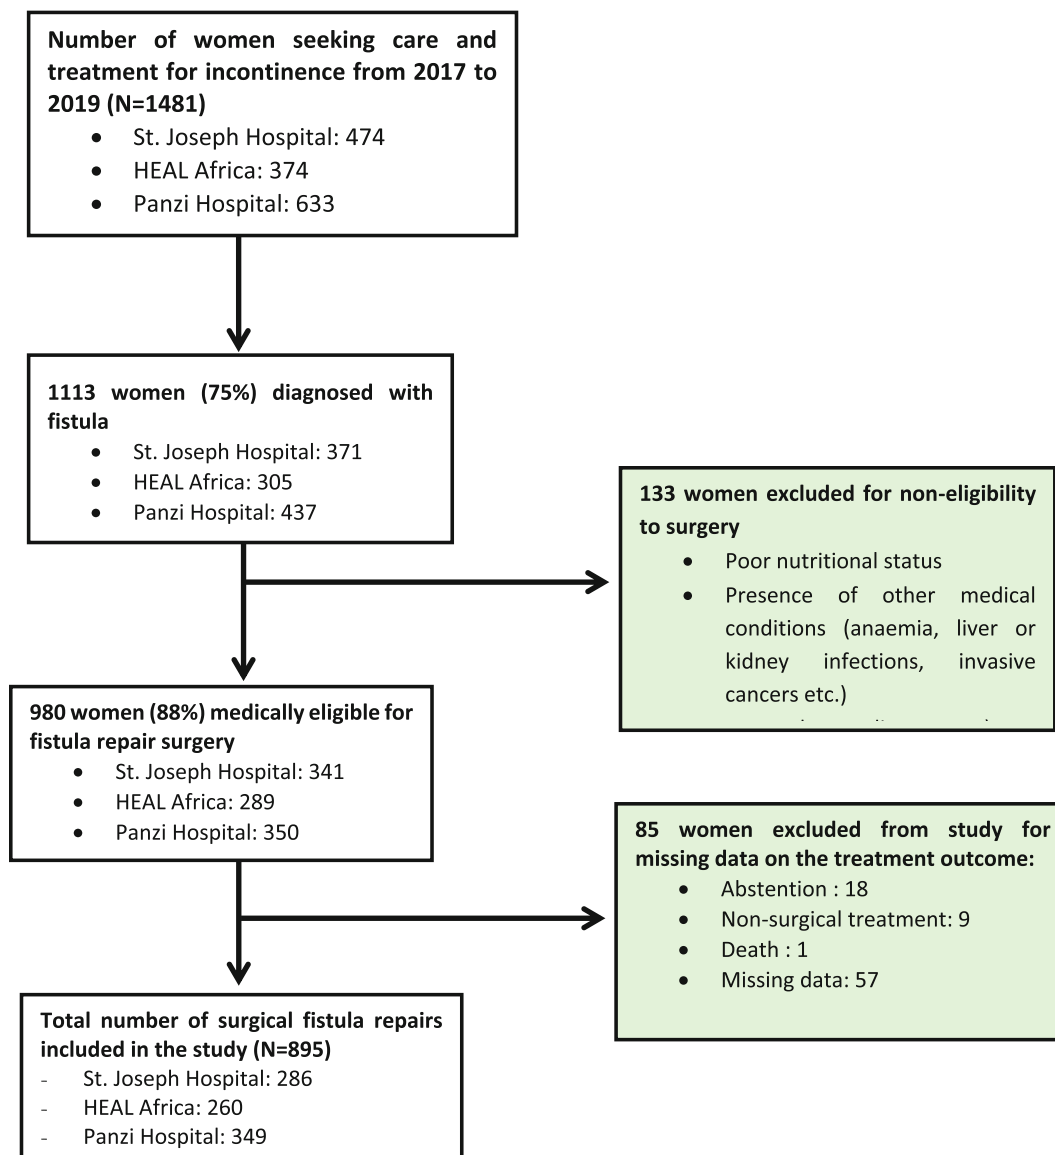 Number of women seeking care and
treatment for incontinence from 2017 to
2019 (N=1481)
• St. Joseph Hospital: 474
• HEAL Africa: 374
• Panzi Hospital: 633
1113 women (75%) diagnosed with
fistula
• St. Joseph Hospital: 371
• HEAL Africa: 305
• Panzi Hospital: 437
133 women excluded for non-eligibility
to surgery
• Poor nutritional status
• Presence of other medical
conditions (anaemia, liver or
kidney infections, invasive
cancers etc.)
980 women (88%) medically eligible for
fistula repair surgery
• St. Joseph Hospital: 341
• HEAL Africa: 289
• Panzi Hospital: 350
85 women excluded from study for
missing data on the treatment outcome:
• Abstention : 18
• Non-surgical treatment: 9
• Death : 1
• Missing data: 57
Total number of surgical fistula repairs
included in the study (N=895)
- St. Joseph Hospital: 286
- HEAL Africa: 260
- Panzi Hospital: 349